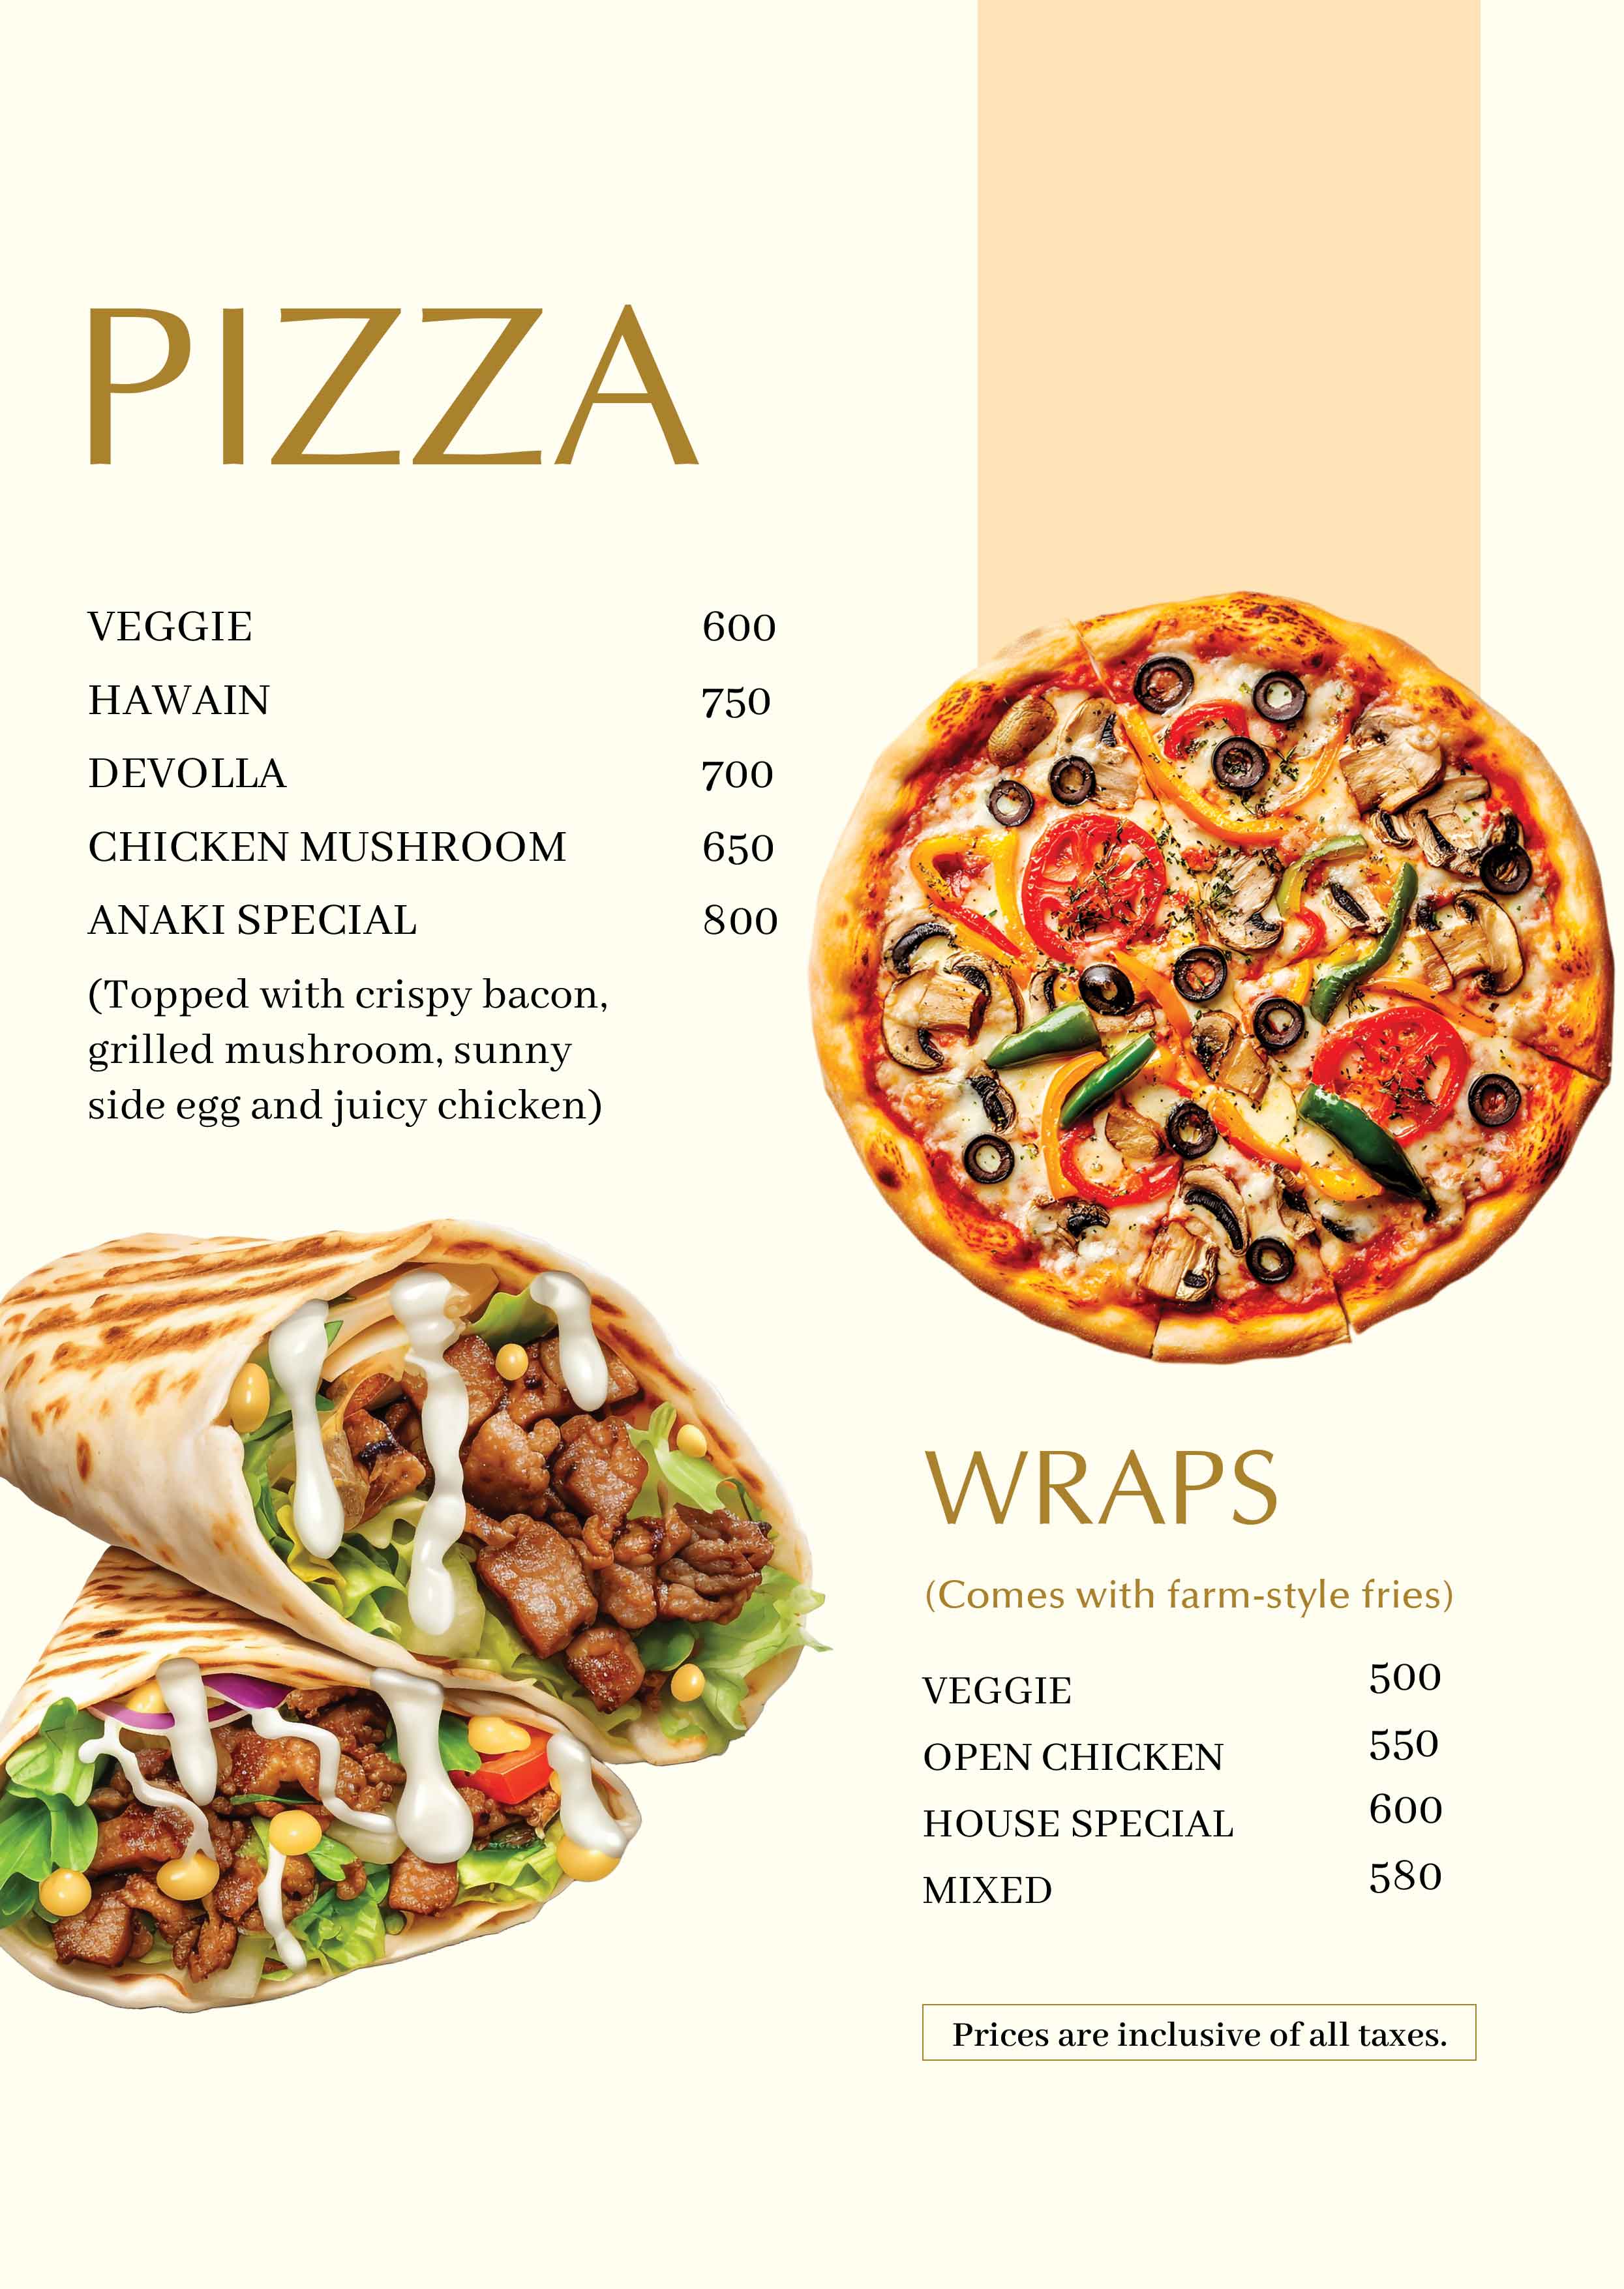 PIZZA
VEGGIE 600
HAWAIN 750
DEVOLLA 700
CHICKEN MUSHROOM 650
ANAKI SPECIAL 800
(Topped with crispy bacon,
grilled mushroom, sunny
side egg and juicy chicken)
WRAPS
(Comes with farm-style fries)
VEGGIE 500
OPEN CHICKEN 550
HOUSE SPECIAL 600
MIXED 580
Prices are inclusive of all taxes.